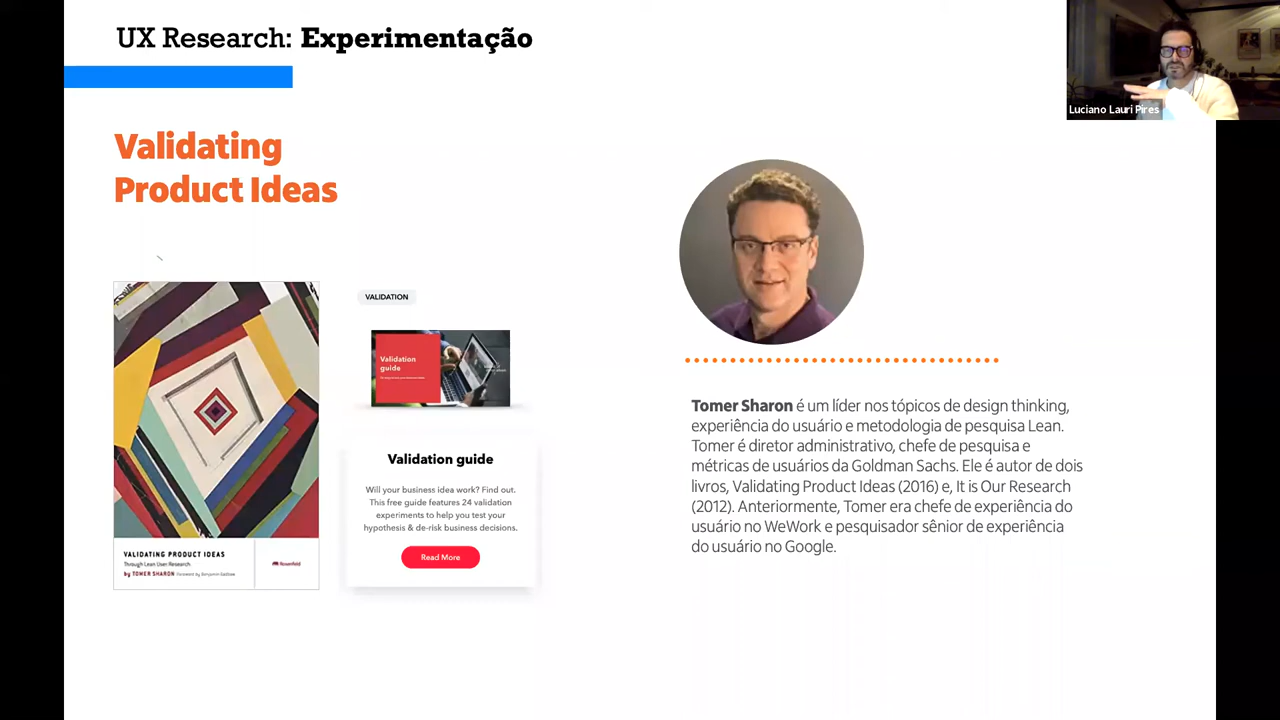 UX Research: Experimentação
Luciano Lauri Pires
Validating
Product Ideas
VALIDATION
Validation
guide
VALIDATING PRODUCT IDEAS
Through Lean User Research
by TOMER SHARON Foreword by Benjamin Gadbaw
Rosenfeld
Validation guide
Will your business idea work? Find out.
This free guide features 24 validation
experiments to help you test your
hypothesis & de-risk business decisions.
Read More
Tomer Sharon é um líder nos tópicos de design thinking,
experiência do usuário e metodologia de pesquisa Lean.
Tomer é diretor administrativo, chefe de pesquisa e
métricas de usuários da Goldman Sachs. Ele é autor de dois
livros, Validating Product Ideas (2016) e, It is Our Research
(2012). Anteriormente, Tomer era chefe de experiência do
usuário no WeWork e pesquisador sênior de experiência
do usuário no Google.